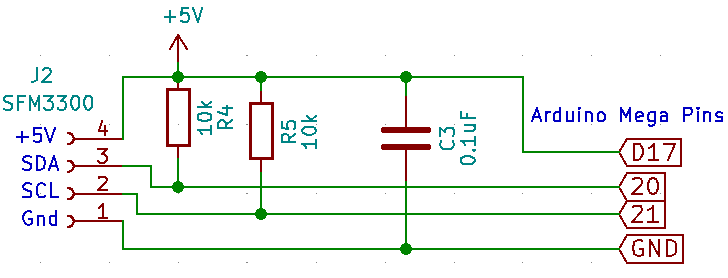 +5V
J2
SFM3300
+5V 4
SDA 3
SCL 2
Gnd 1
10k
R4
R5
10k
C3
0.1uF
Arduino Mega Pins
D17
20
21
GND